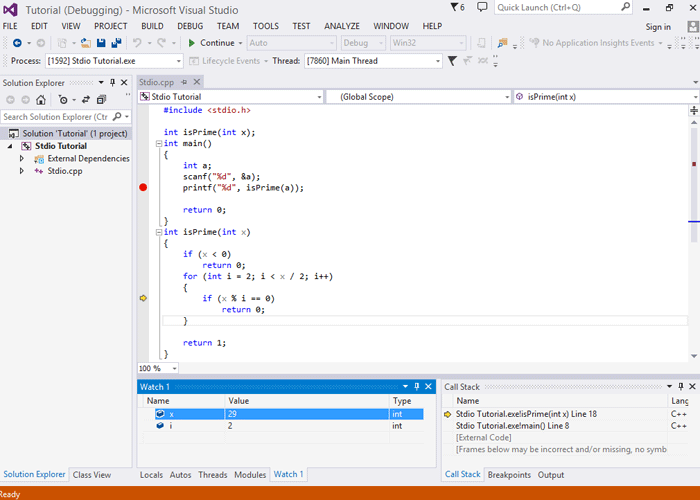 Tutorial (Debugging) - Microsoft Visual Studio
6
Quick Launch (Ctrl+Q)
FILE EDIT VIEW PROJECT BUILD DEBUG TEAM TOOLS TEST ANALYZE WINDOW HELP
Sign in
Continue Auto Debug Win32 No Application Insights Events
Process: [1592] Stdio Tutorial.exe Lifecycle Events Thread: [7860] Main Thread
Solution Explorer
Search Solution Explorer (Ctr
Solution 'Tutorial' (1 project)
Stdio Tutorial
External Dependencies
Stdio.cpp
Stdio.cpp
Stdio Tutorial (Global Scope) isPrime(int x)
#include <stdio.h>
int isPrime(int x);
int main()
{
int a;
scanf("%d", &a);
printf("%d", isPrime(a));
return 0;
}
int isPrime(int x)
{
if (x < 0)
return 0;
for (int i = 2; i < x / 2; i++)
{
if (x % i == 0)
return 0;
}
return 1;
}
100 %
Watch 1
Name Value Type
x 29 int
i 2 int
Call Stack
Name Lang
Stdio Tutorial.exe!isPrime(int x) Line 18 C++
Stdio Tutorial.exe!main() Line 8 C++
[External Code]
[Frames below may be incorrect and/or missing, no symb
Solution Explorer Class View
Locals Autos Threads Modules Watch 1
Call Stack Breakpoints Output
Ready